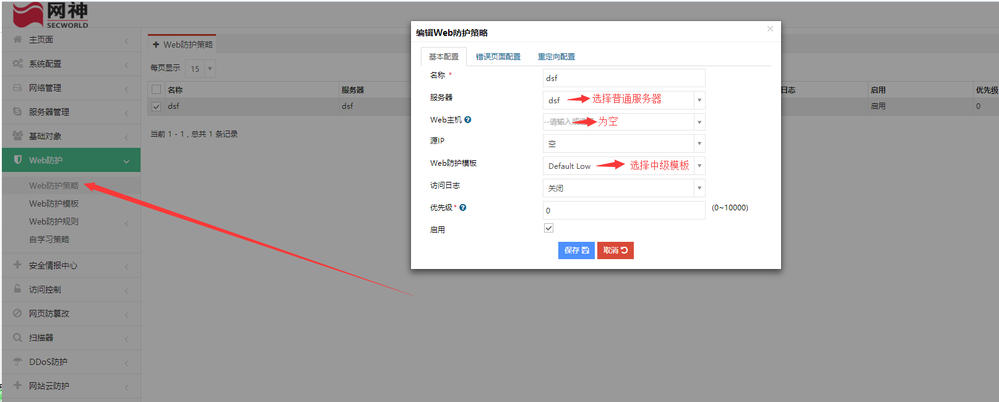 网神
SECWORLD
主页面
系统配置
网络管理
服务器管理
基础对象
Web防护
Web防护策略
Web防护模板
Web防护规则
自学习策略
安全情报中心
访问控制
网页防篡改
扫描器
DDoS防护
网站云防护
Web防护策略
每页显示 15
名称 服务器 日志 启用 优先级
dsf dsf 启用 0
当前 1 - 1 , 总共 1 条记录
编辑Web防护策略
基本配置 错误页面配置 重定向配置
名称 * dsf
服务器 dsf 选择普通服务器
Web主机 --请输入或选择 为空
源IP 空
Web防护模板 Default Low 选择中级模板
访问日志 关闭
优先级 * 0 (0~10000)
启用
保存 取消